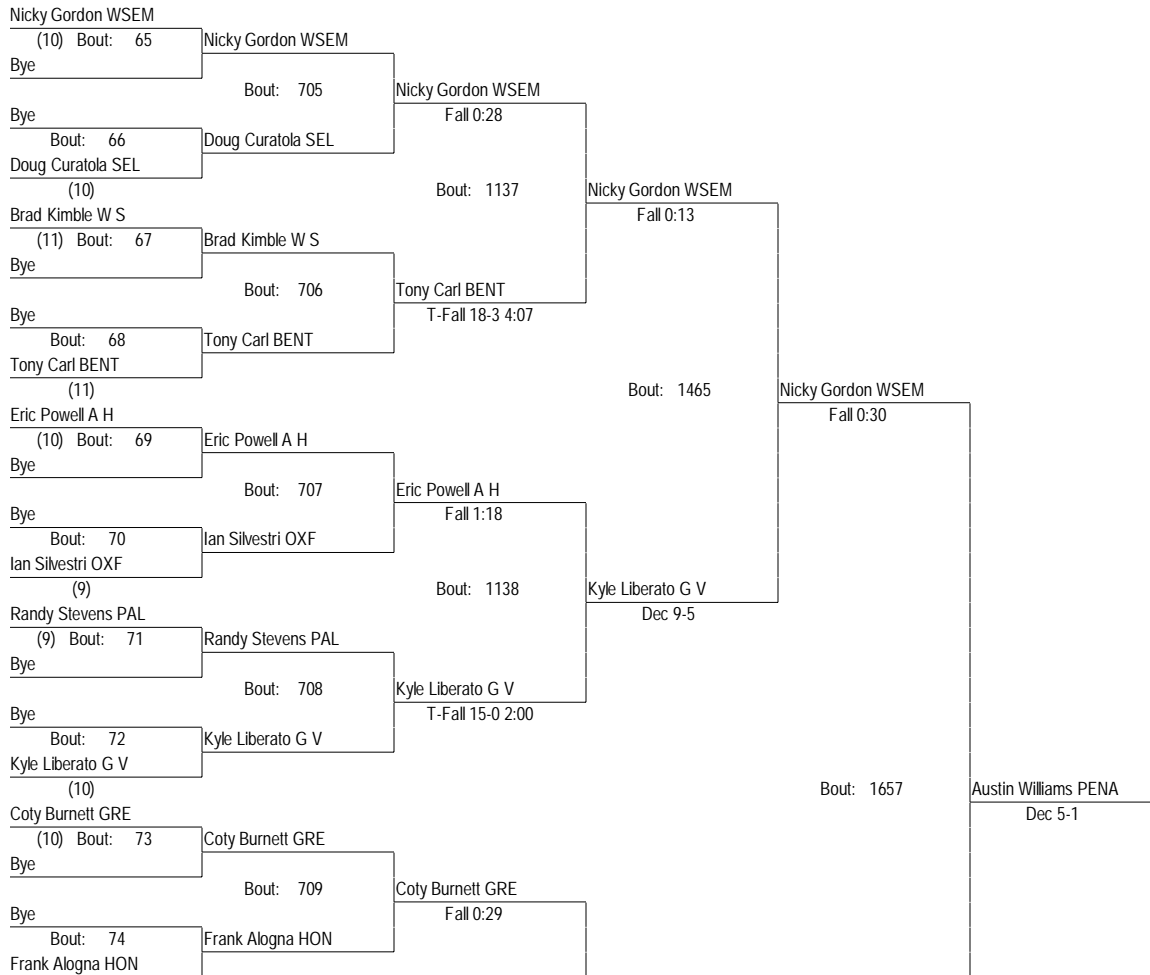 Nicky Gordon WSEM
(10) Bout: 65 Nicky Gordon WSEM
Bye
Bout: 705 Nicky Gordon WSEM
Bye Fall 0:28
Bout: 66 Doug Curatola SEL
Doug Curatola SEL
(10) Bout: 1137 Nicky Gordon WSEM
Brad Kimble W S Fall 0:13
(11) Bout: 67 Brad Kimble W S
Bye
Bout: 706 Tony Carl BENT
Bye T-Fall 18-3 4:07
Bout: 68 Tony Carl BENT
Tony Carl BENT
(11) Bout: 1465 Nicky Gordon WSEM
Eric Powell A H Fall 0:30
(10) Bout: 69 Eric Powell A H
Bye
Bout: 707 Eric Powell A H
Bye Fall 1:18
Bout: 70 Ian Silvestri OXF
Ian Silvestri OXF
(9) Bout: 1138 Kyle Liberato G V
Randy Stevens PAL Dec 9-5
(9) Bout: 71 Randy Stevens PAL
Bye
Bout: 708 Kyle Liberato G V
Bye T-Fall 15-0 2:00
Bout: 72 Kyle Liberato G V
Kyle Liberato G V
(10) Bout: 1657 Austin Williams PENA
Coty Burnett GRE Dec 5-1
(10) Bout: 73 Coty Burnett GRE
Bye
Bout: 709 Coty Burnett GRE
Bye Fall 0:29
Bout: 74 Frank Alogna HON
Frank Alogna HON